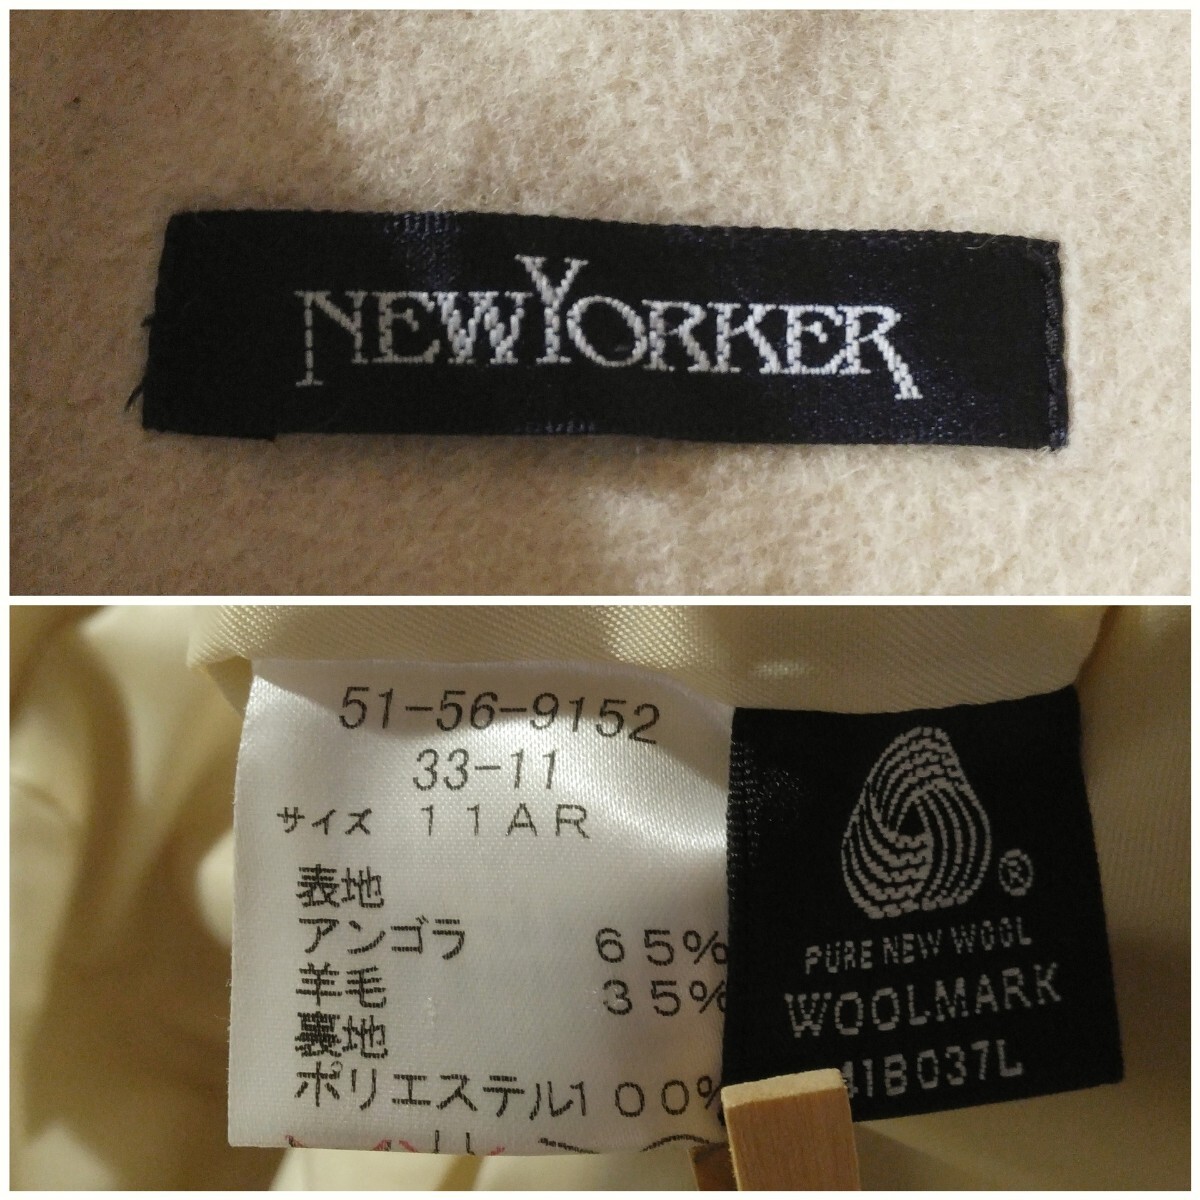 NEWYORKER
51-56-9152
33-11
サイズ 11AR
表地
アンゴラ 65%
羊毛 35%
裏地
ポリエステル100%
®
PURE NEW WOOL
WOOLMARK
41B037L